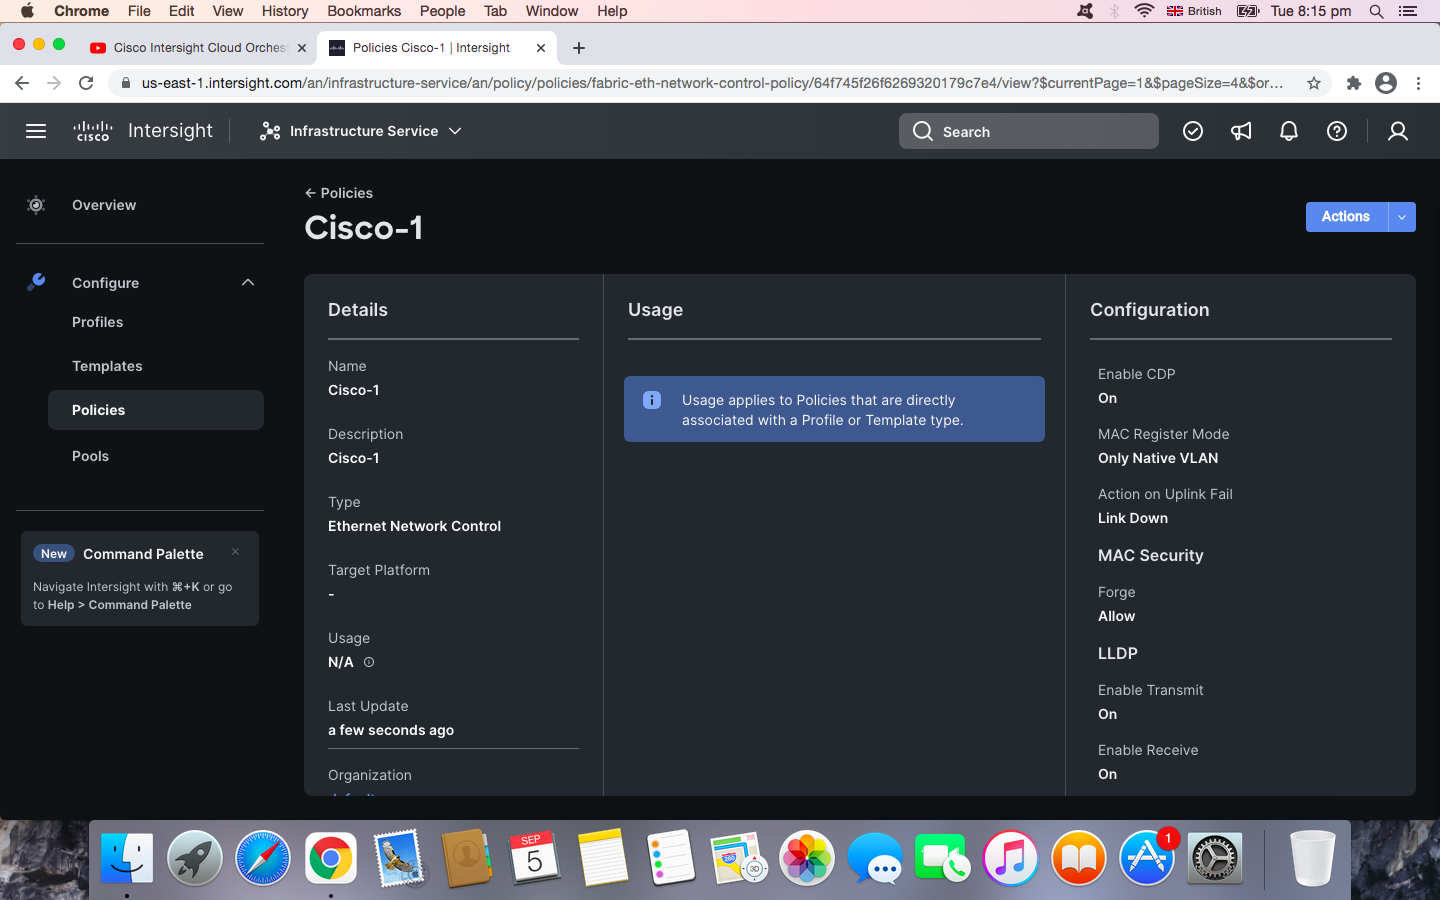 Chrome File Edit View History Bookmarks People Tab Window Help British Tue 8:15 pm
Cisco Intersight Cloud Orches
Policies Cisco-1 | Intersight
us-east-1.intersight.com/an/infrastructure-service/an/policy/policies/fabric-eth-network-control-policy/64f745f26f6269320179c7e4/view?$currentPage=1&$pageSize=4&$or...
cisco Intersight
Infrastructure Service
Search
Overview
Configure
Profiles
Templates
Policies
Pools
New Command Palette
Navigate Intersight with ⌘+K or go
to Help > Command Palette
← Policies
Cisco-1
Actions
Details
Name
Cisco-1
Description
Cisco-1
Type
Ethernet Network Control
Target Platform
-
Usage
N/A
Last Update
a few seconds ago
Organization
Usage
Usage applies to Policies that are directly
associated with a Profile or Template type.
Configuration
Enable CDP
On
MAC Register Mode
Only Native VLAN
Action on Uplink Fail
Link Down
MAC Security
Forge
Allow
LLDP
Enable Transmit
On
Enable Receive
On
SEP
5
280
3D
1